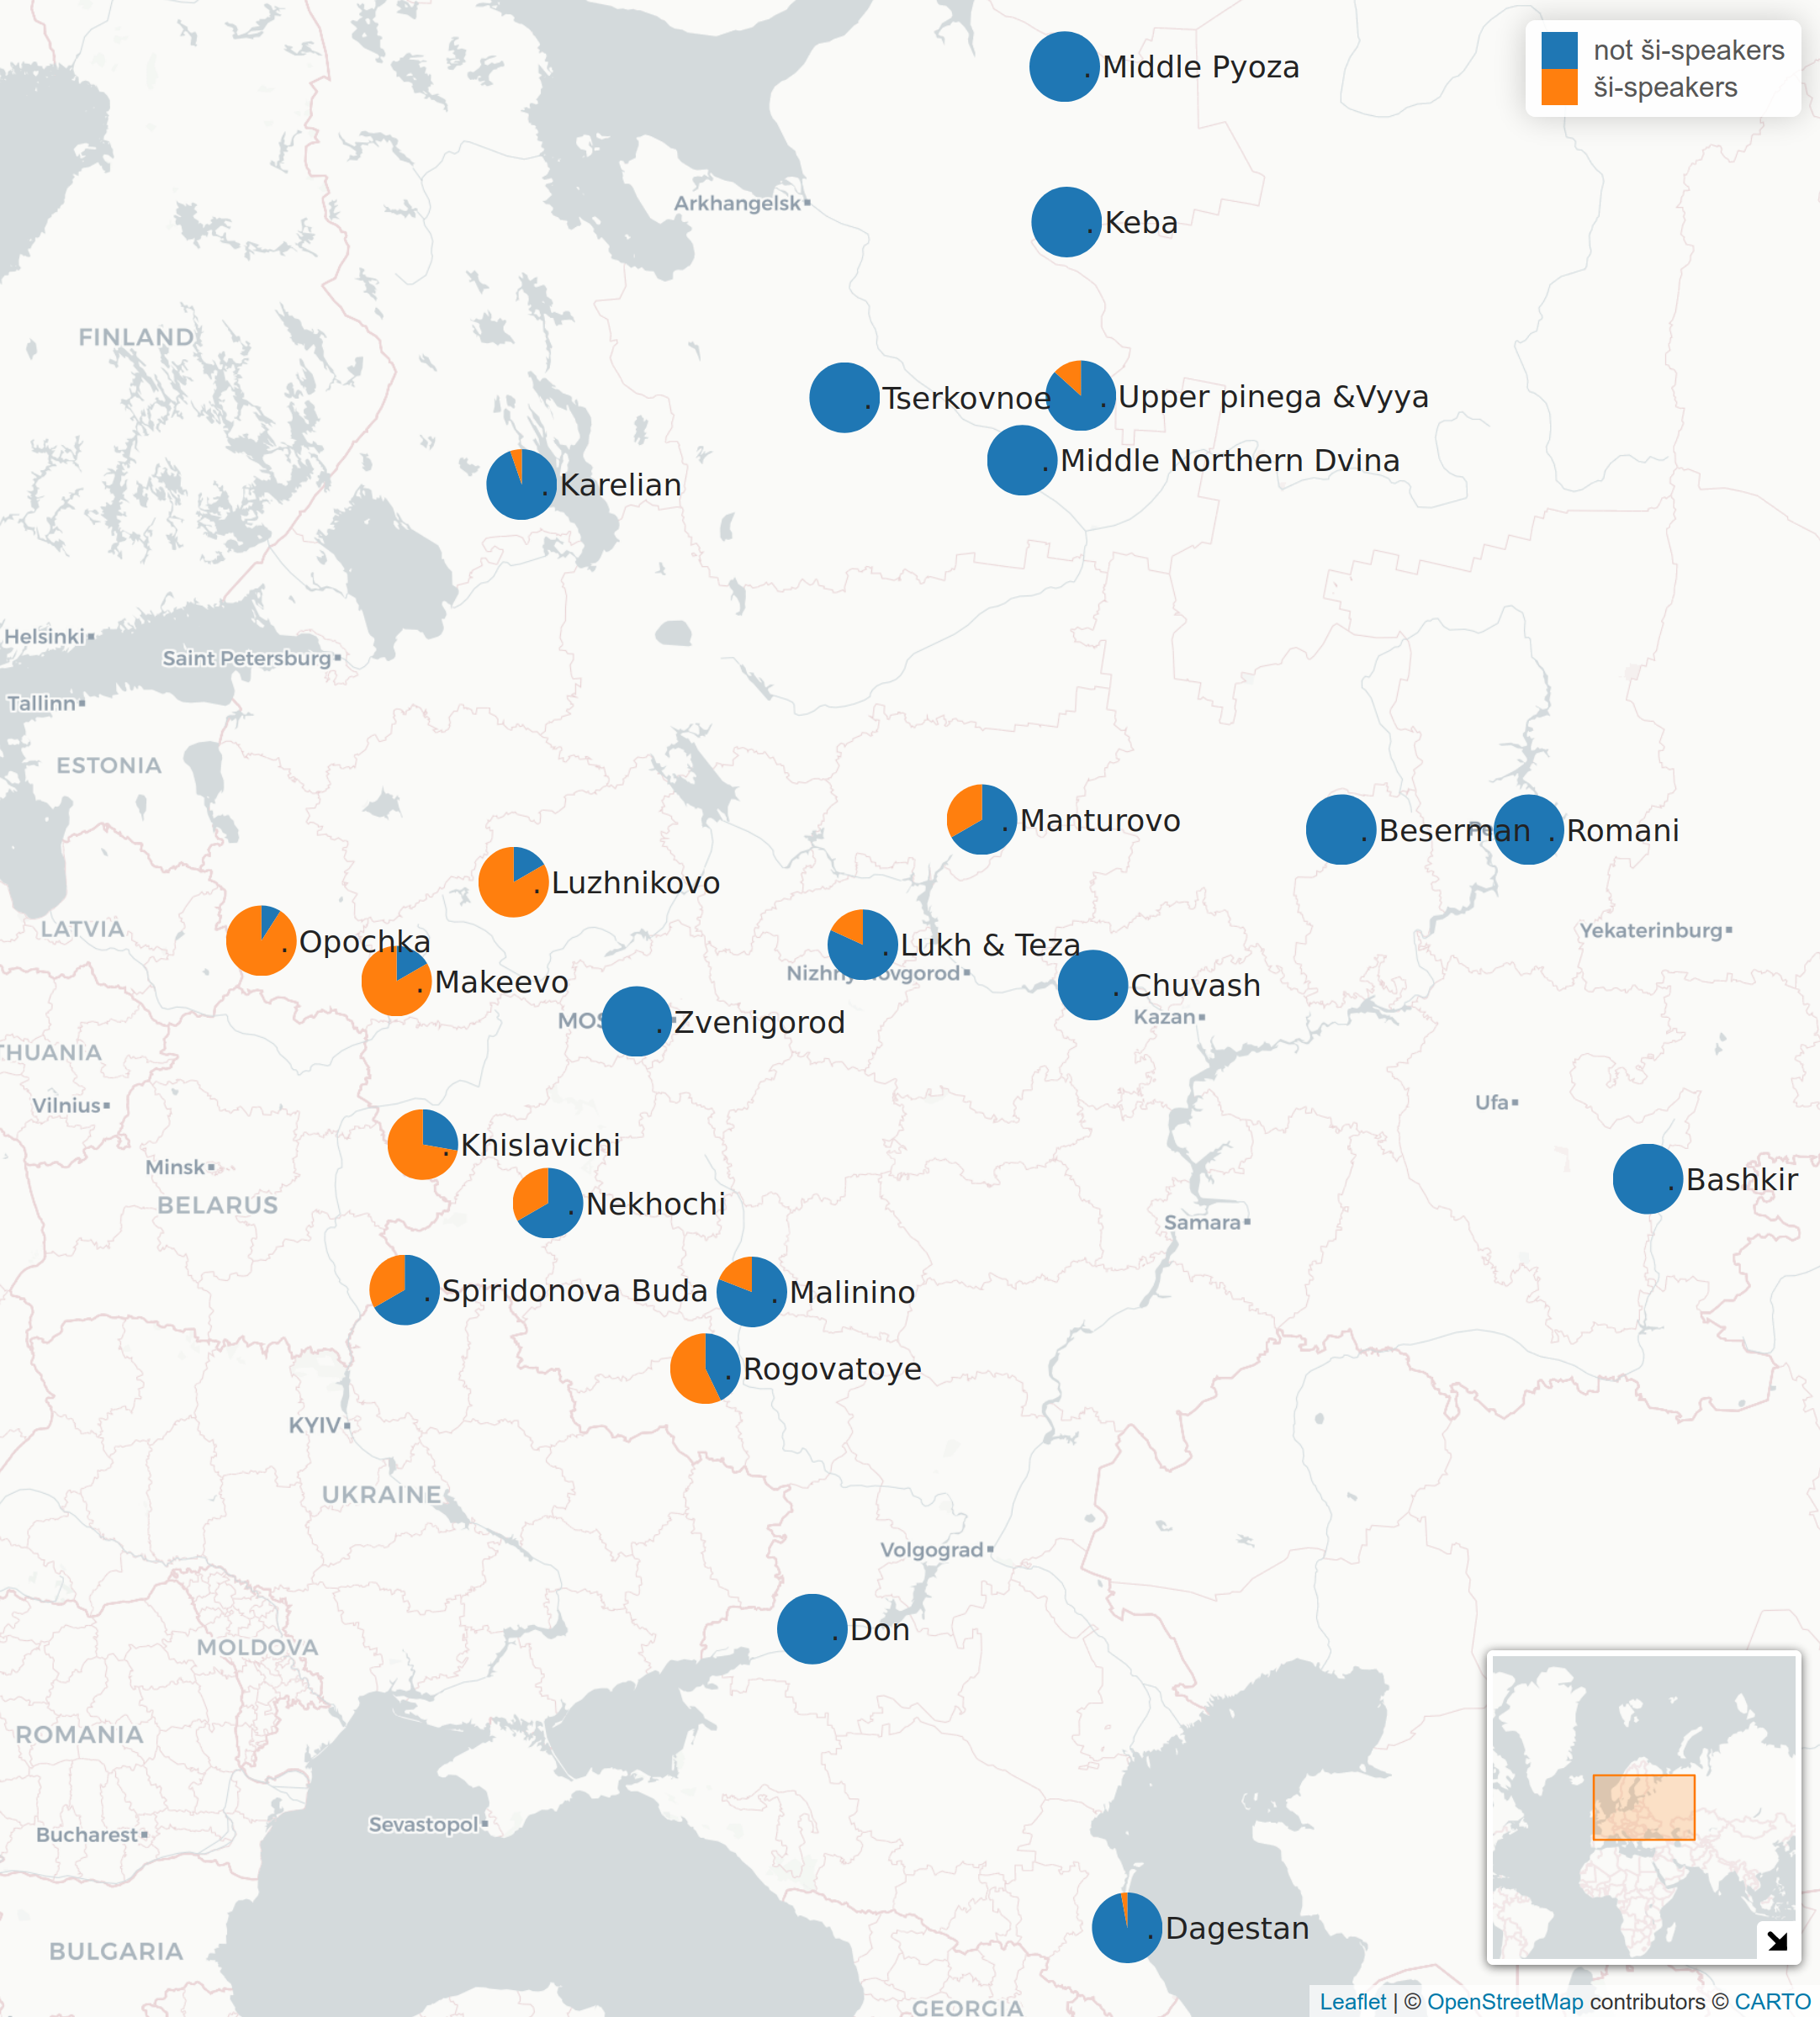 not ši-speakers
ši-speakers
. Middle Pyoza
Arkhangelsk
. Keba
FINLAND
. Tserkovnoe
. Upper pinega &Vyya
. Middle Northern Dvina
. Karelian
Helsinki
Saint Petersburg
Tallinn
ESTONIA
. Manturovo
. Beserman
. Romani
. Luzhnikovo
LATVIA
. Opochka
. Lukh & Teza
Yekaterinburg
. Makeevo
. Chuvash
Kazan
. Zvenigorod
THUANIA
Vilnius
Ufa
. Khislavichi
Minsk
. Bashkir
BELARUS
. Nekhochi
Samara
. Spiridonova Buda
. Malinino
. Rogovatoye
KYIV
UKRAINE
Volgograd
. Don
MOLDOVA
ROMANIA
Sevastopol
Bucharest
. Dagestan
BULGARIA
GEORGIA
Leaflet | © OpenStreetMap contributors © CARTO